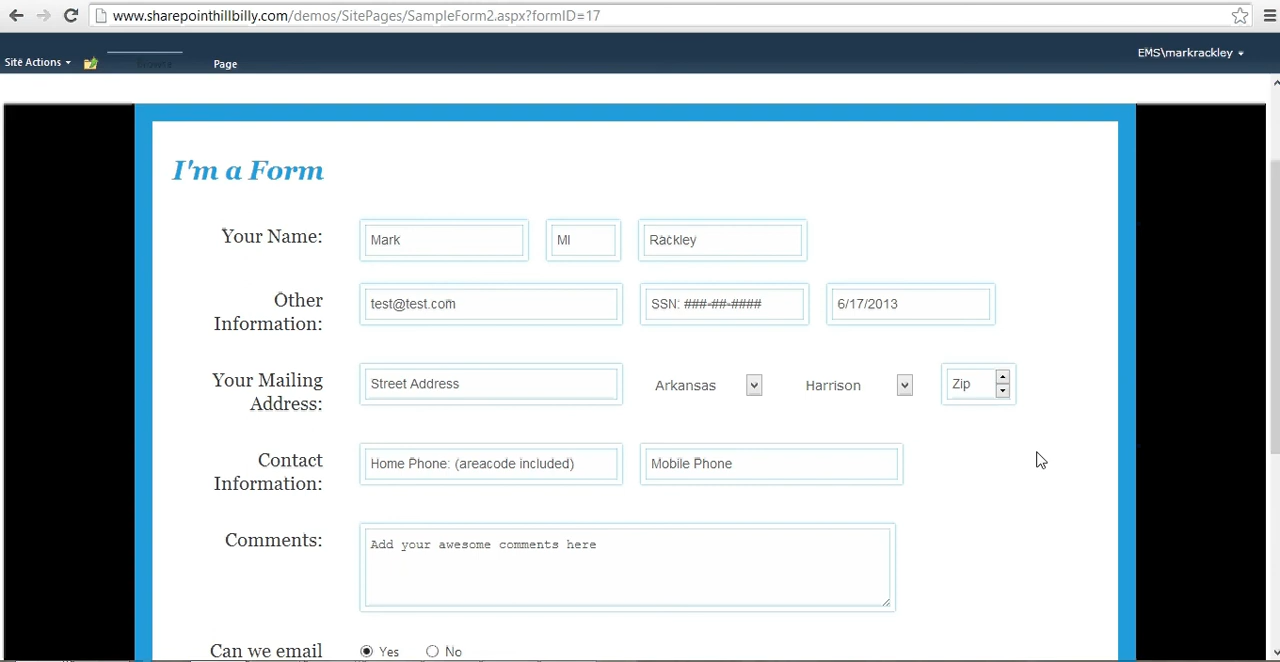 www.sharepointhillbilly.com/demos/SitePages/SampleForm2.aspx?formID=17
Site Actions Browse Page EMS\markrackley
I'm a Form
Your Name: Mark MI Rackley
Other Information: test@test.com SSN: ###-##-#### 6/17/2013
Your Mailing Address: Street Address Arkansas Harrison Zip
Contact Information: Home Phone: (areacode included) Mobile Phone
Comments: Add your awesome comments here
Can we email Yes No